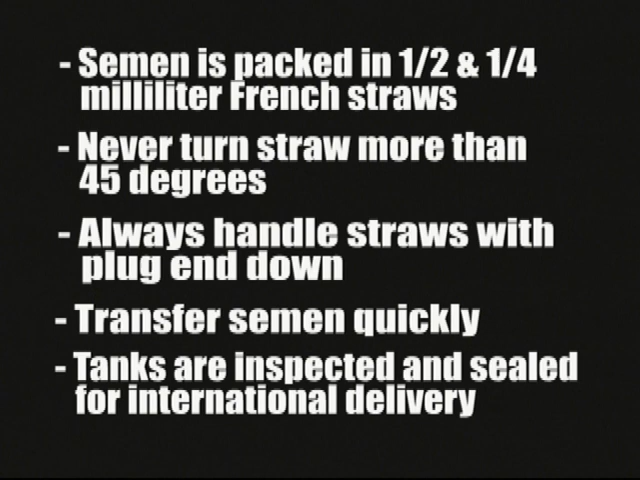 - Semen is packed in 1/2 & 1/4
milliliter French straws
- Never turn straw more than
45 degrees
- Always handle straws with
plug end down
- Transfer semen quickly
- Tanks are inspected and sealed
for international delivery